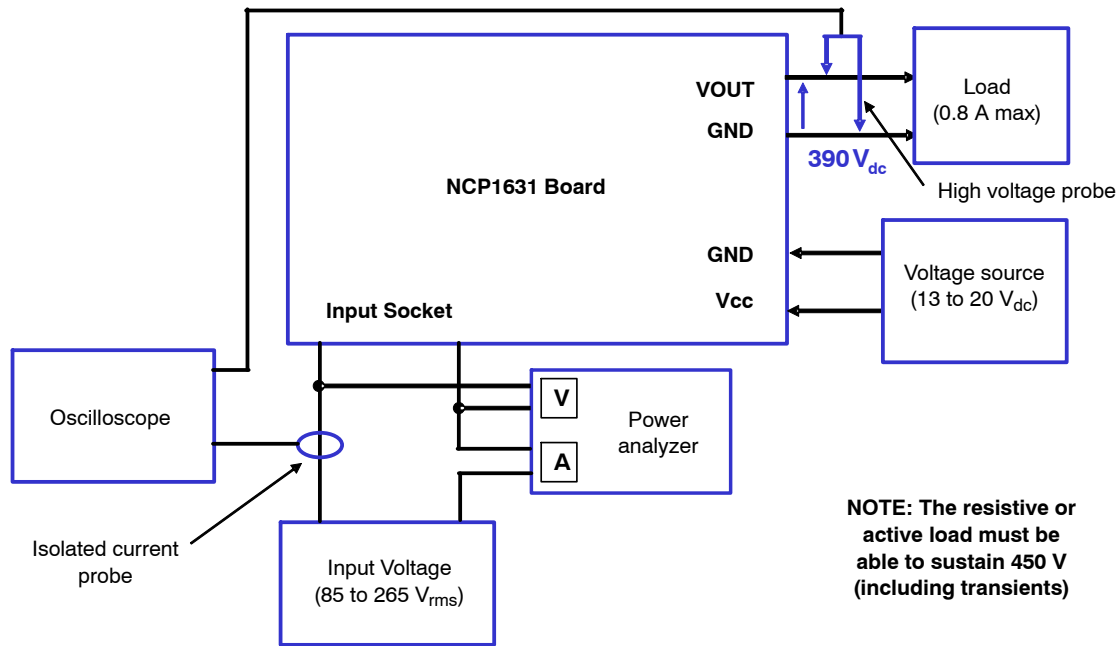 VOUT
GND
390 Vdc
Load
(0.8 A max)
High voltage probe
NCP1631 Board
GND
Vcc
Voltage source
(13 to 20 Vdc)
Input Socket
Oscilloscope
V
A
Power
analyzer
Isolated current
probe
Input Voltage
(85 to 265 Vrms)
NOTE: The resistive or
active load must be
able to sustain 450 V
(including transients)